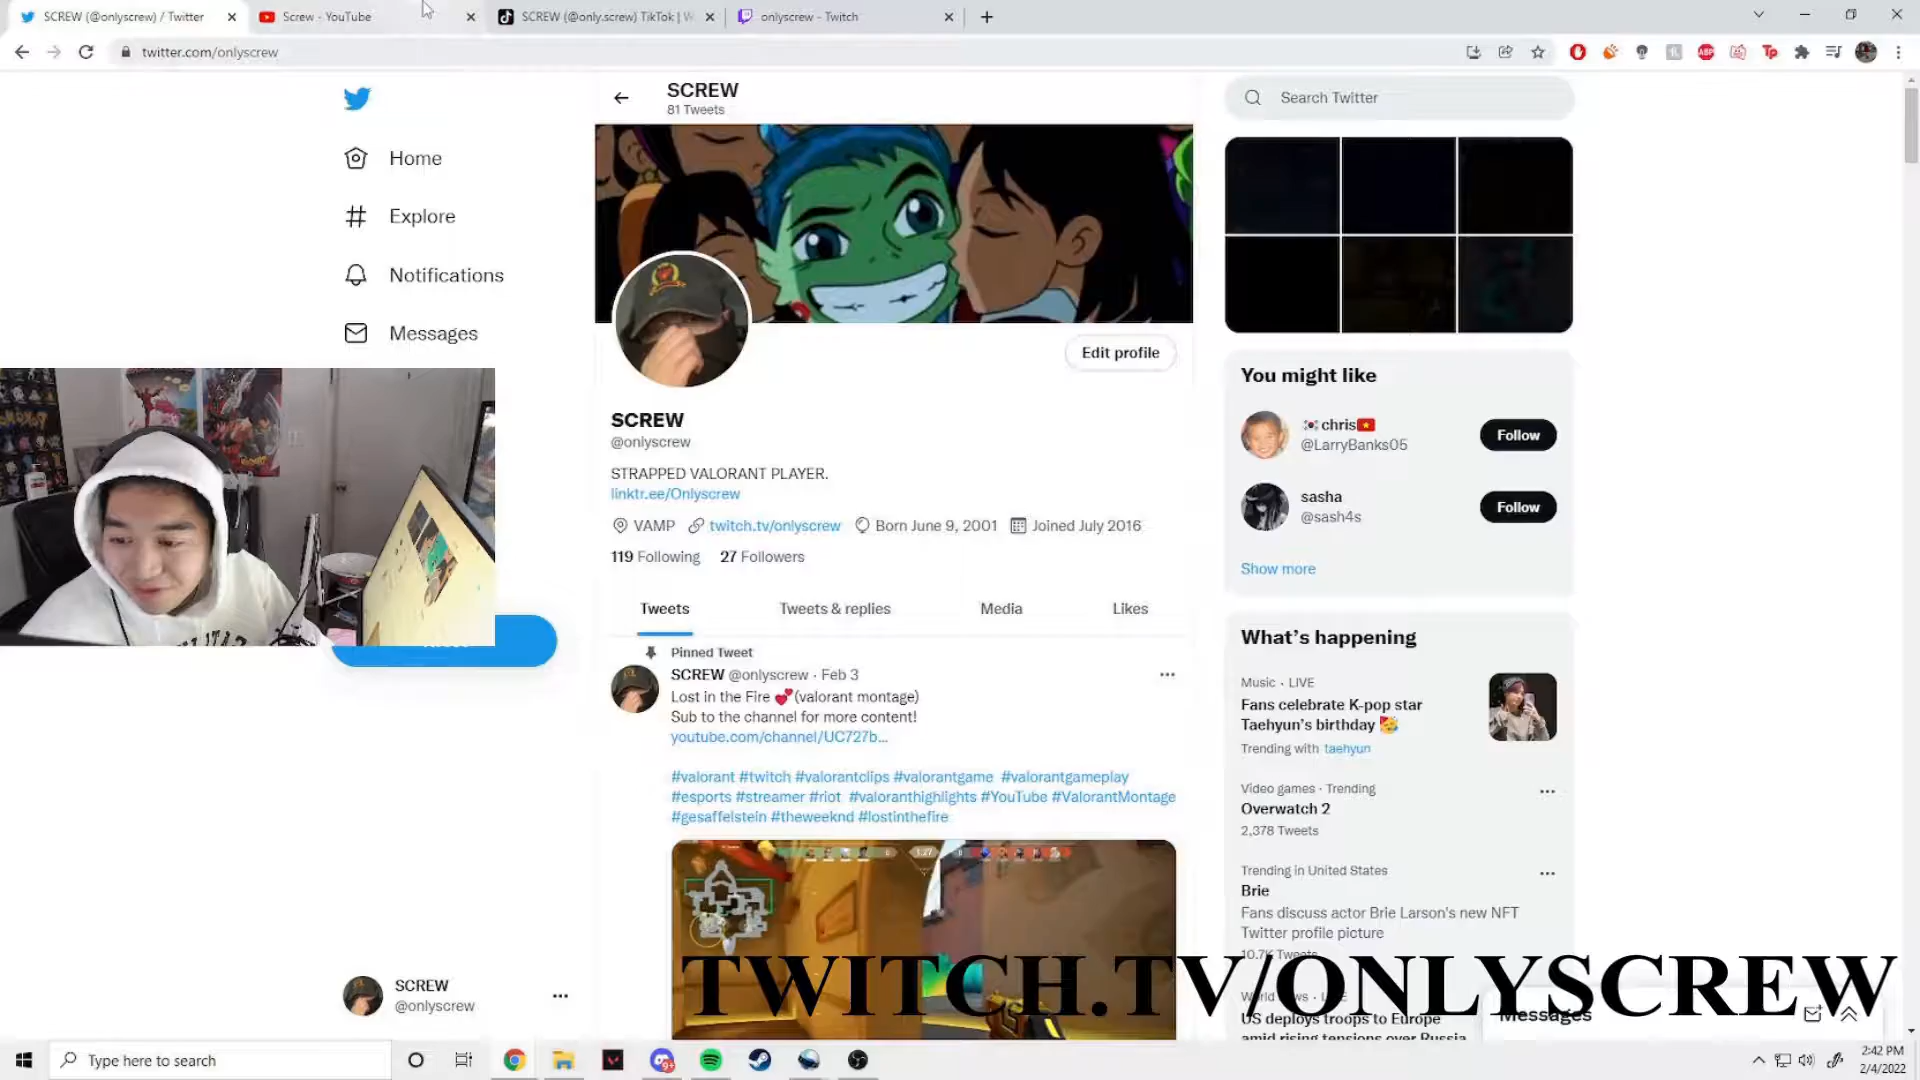 SCREW (@onlyscrew) / Twitter
Screw - YouTube
SCREW (@only.screw) TikTok | W
onlyscrew - Twitch
twitter.com/onlyscrew
SCREW
81 Tweets
Search Twitter
Home
Explore
Notifications
Messages
Edit profile
SCREW
@onlyscrew
STRAPPED VALORANT PLAYER.
linktr.ee/Onlyscrew
VAMP twitch.tv/onlyscrew Born June 9, 2001 Joined July 2016
119 Following 27 Followers
Tweets Tweets & replies Media Likes
Pinned Tweet
SCREW @onlyscrew · Feb 3
Lost in the Fire 💕(valorant montage)
Sub to the channel for more content!
youtube.com/channel/UC727b...
#valorant #twitch #valorantclips #valorantgame #valorantgameplay
#esports #streamer #riot #valoranthighlights #YouTube #ValorantMontage
#gesaffelstein #theweeknd #lostinthefire
1:27
You might like
🇰🇷chris🇻🇳
@LarryBanks05
Follow
sasha
@sash4s
Follow
Show more
What's happening
Music · LIVE
Fans celebrate K-pop star
Taehyun's birthday 🥳
Trending with taehyun
Video games · Trending
Overwatch 2
2,378 Tweets
Trending in United States
Brie
Fans discuss actor Brie Larson's new NFT
Twitter profile picture
10.7K Tweets
US deploys troops to Europe
amid rising tensions over Russia
Messages
TWITCH.TV/ONLYSCREW
SCREW
@onlyscrew
Type here to search
9+
2:42 PM
2/4/2022